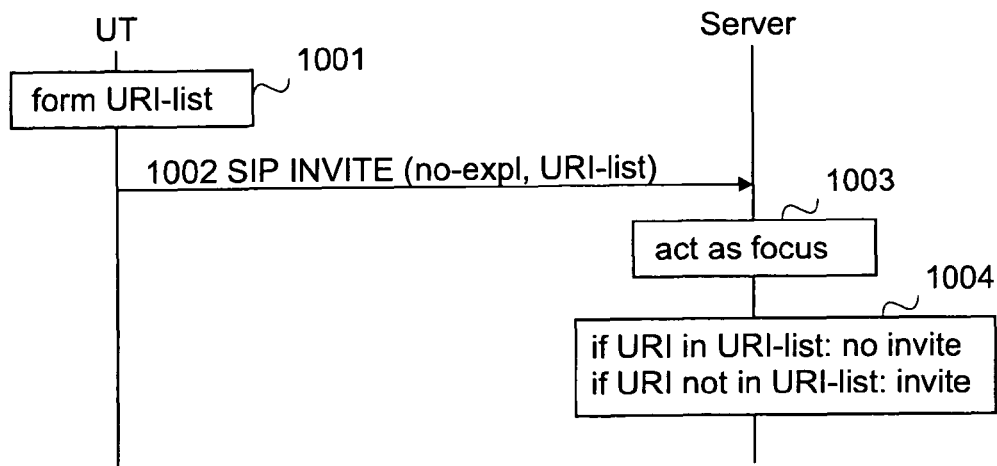 UT
Server
1001
form URI-list
1002 SIP INVITE (no-expl, URI-list)
1003
act as focus
1004
if URI in URI-list: no invite
if URI not in URI-list: invite